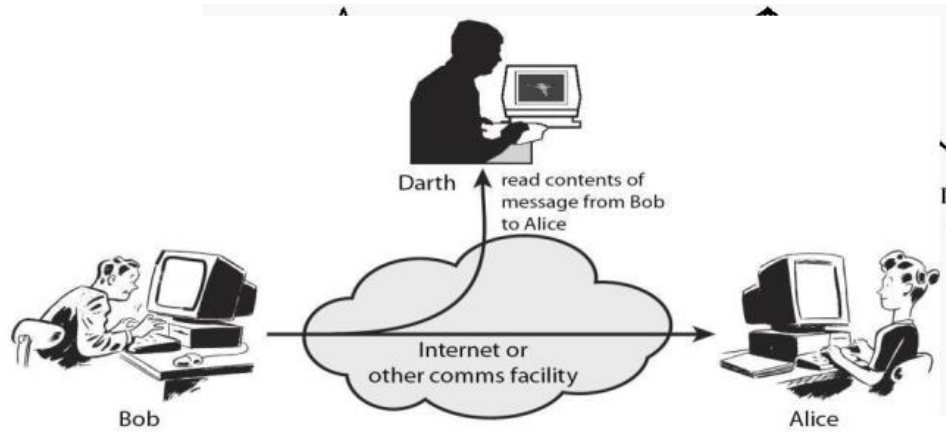 Darth
read contents of
message from Bob
to Alice
Internet or
other comms facility
Bob
Alice